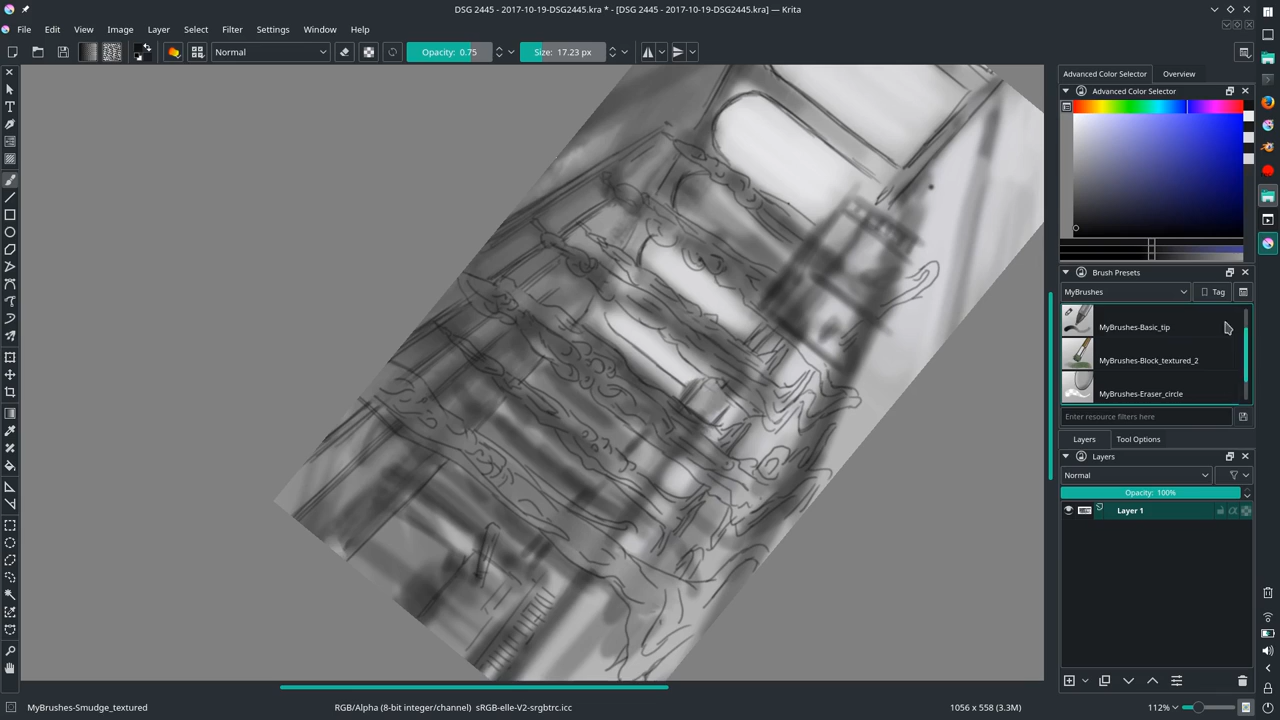 DSG 2445 - 2017-10-19-DSG2445.kra * - [DSG 2445 - 2017-10-19-DSG2445.kra] — Krita
File Edit View Image Layer Select Filter Settings Window Help
Normal Opacity: 0.75 Size: 17.23 px
Advanced Color Selector Overview
Advanced Color Selector
Brush Presets
MyBrushes Tag
MyBrushes-Basic_tip
MyBrushes-Block_textured_2
MyBrushes-Eraser_circle
Enter resource filters here
Layers Tool Options
Layers
Normal
Opacity: 100%
Layer 1
MyBrushes-Smudge_textured RGB/Alpha (8-bit integer/channel) sRGB-elle-V2-srgbtrc.icc 1056 x 558 (3.3M) 112%